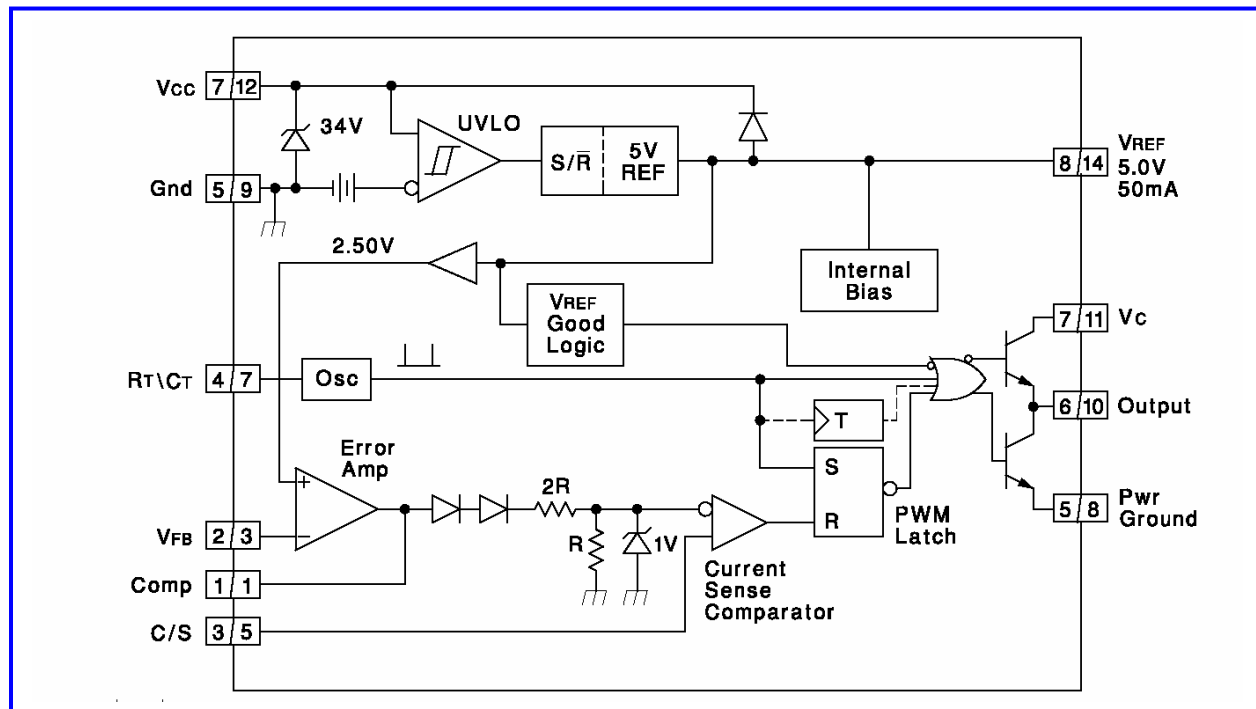 Vcc 7 12
34V
UVLO
S/R̅ 5V
REF
8 14 VREF
5.0V
50mA
Gnd 5 9
2.50V
Internal
Bias
VREF
Good
Logic
7 11 Vc
RT\CT 4 7
Osc
6 10 Output
T
Error
Amp
+
−
2R
S
R
PWM
Latch
5 8 Pwr
Ground
VFB 2 3
R
1V
Current
Sense
Comparator
Comp 1 1
C/S 3 5